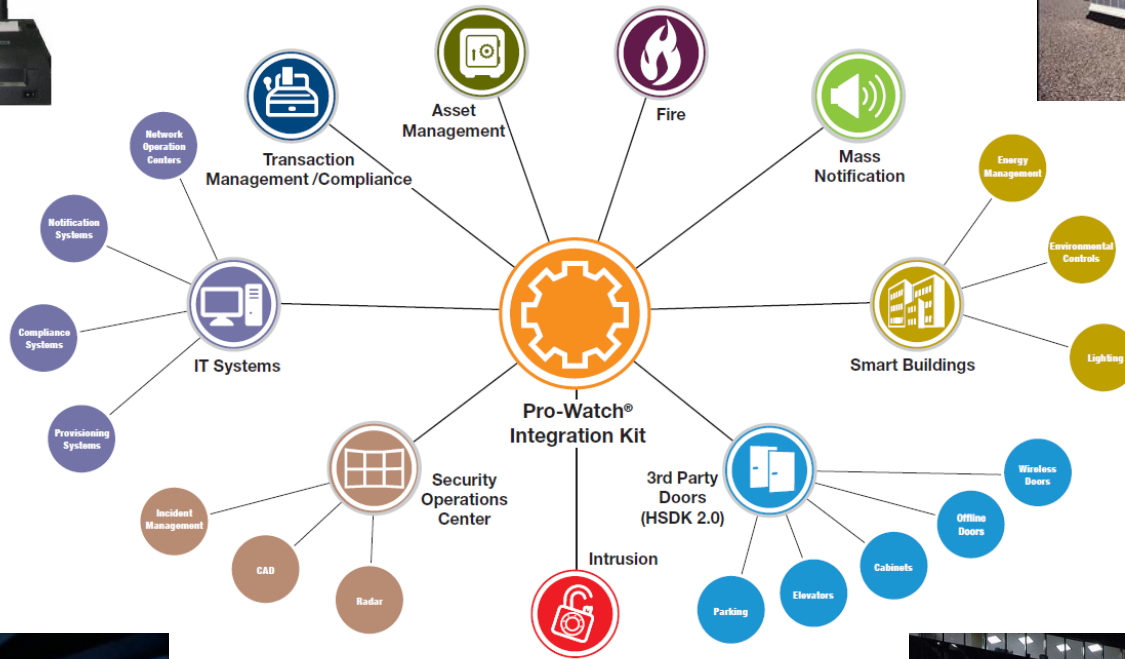 Asset
Management
Fire
Transaction
Management/Compliance
Mass
Notification
Network
Operation
Centers
Notification
Systems
Compliance
Systems
Provisioning
Systems
IT Systems
Energy
Management
Environmental
Controls
Lighting
Smart Buildings
Pro-Watch®
Integration Kit
Security
Operations
Center
Incident
Management
CAD
Radar
Intrusion
3rd Party
Doors
(HSDK 2.0)
Wireless
Doors
Offline
Doors
Cabinets
Elevators
Parking